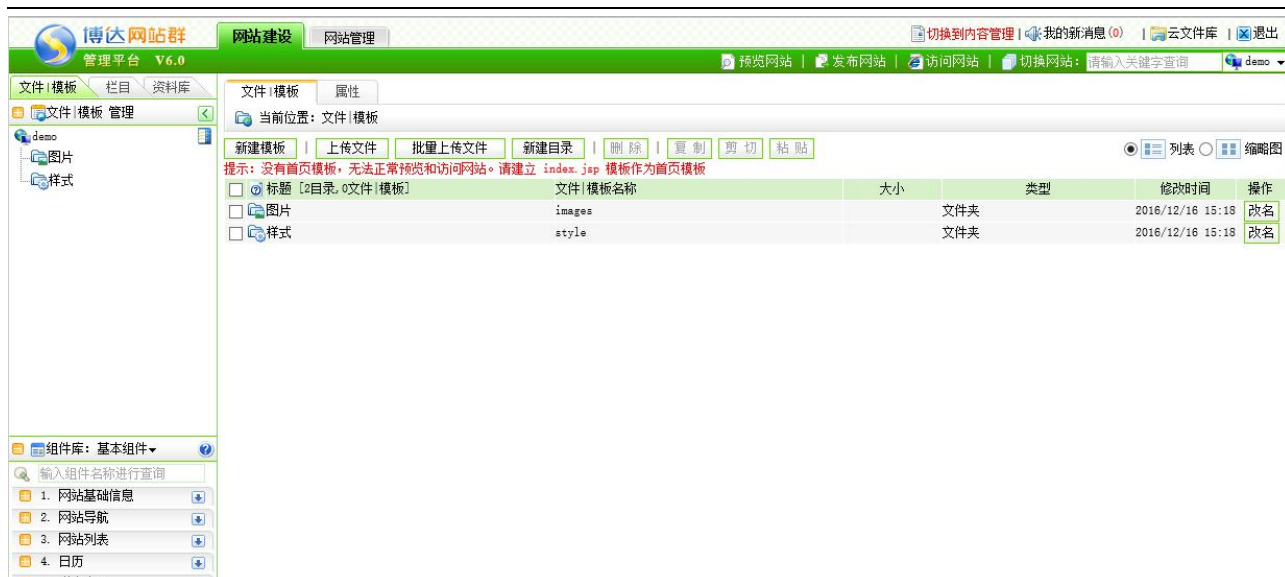 博达网站群
管理平台 V6.0
网站建设 网站管理
切换到内容管理 | 我的新消息(0) | 云文件库 | 退出
预览网站 | 发布网站 | 访问网站 | 切换网站: 请输入关键字查询 demo
文件|模板 栏目 资料库
文件|模板 管理
demo
图片
样式
文件|模板 属性
当前位置: 文件|模板
新建模板 | 上传文件 批量上传文件 新建目录 | 删 除 | 复 制 剪 切 粘 贴 列表 缩略图
提示: 没有首页模板, 无法正常预览和访问网站。请建立 index.jsp 模板作为首页模板
标题 [2目录,0文件|模板] 文件|模板名称 大小 类型 修改时间 操作
图片 images 文件夹 2016/12/16 15:18 改名
样式 style 文件夹 2016/12/16 15:18 改名
组件库: 基本组件
输入组件名称进行查询
1. 网站基础信息
2. 网站导航
3. 网站列表
4. 日历